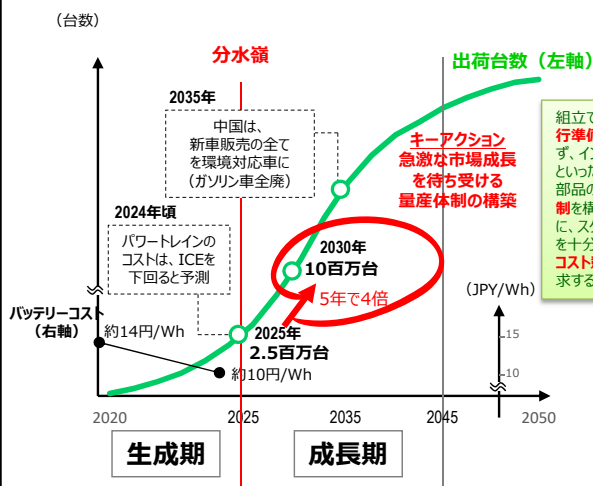 （台数）
分水嶺
出荷台数（左軸）
2035年
中国は、
新車販売の全て
を環境対応車に
（ガソリン車全廃）
キーアクション
急激な市場成長
を待ち受ける
量産体制の構築
2024年頃
パワートレインの
コストは、ICEを
下回ると予測
2030年
10百万台
5年で4倍
2025年
2.5百万台
バッテリーコスト
（右軸）
約14円/Wh
約10円/Wh
(JPY/Wh)
15
10
組立て
行準備
ず、イン
といった
部品の
制を構
に、スケ
を十分
コスト
求する
2020
2025
2035
2045
2050
生成期
成長期